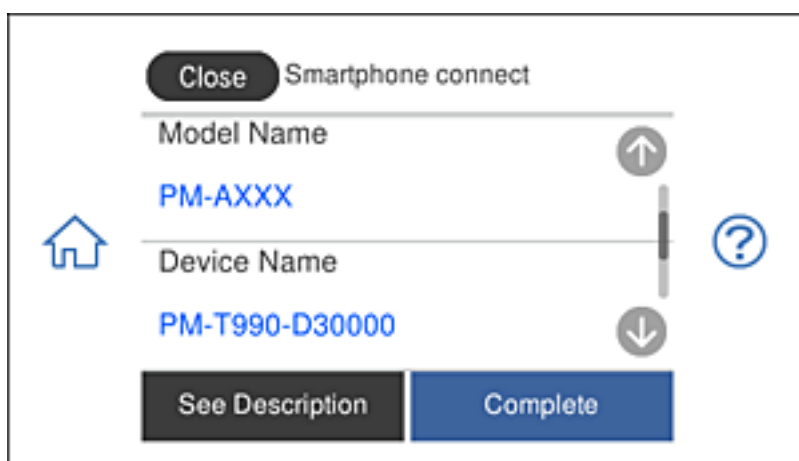 Close Smartphone connect
Model Name
PM-AXXX
Device Name
PM-T990-D30000
See Description Complete
?